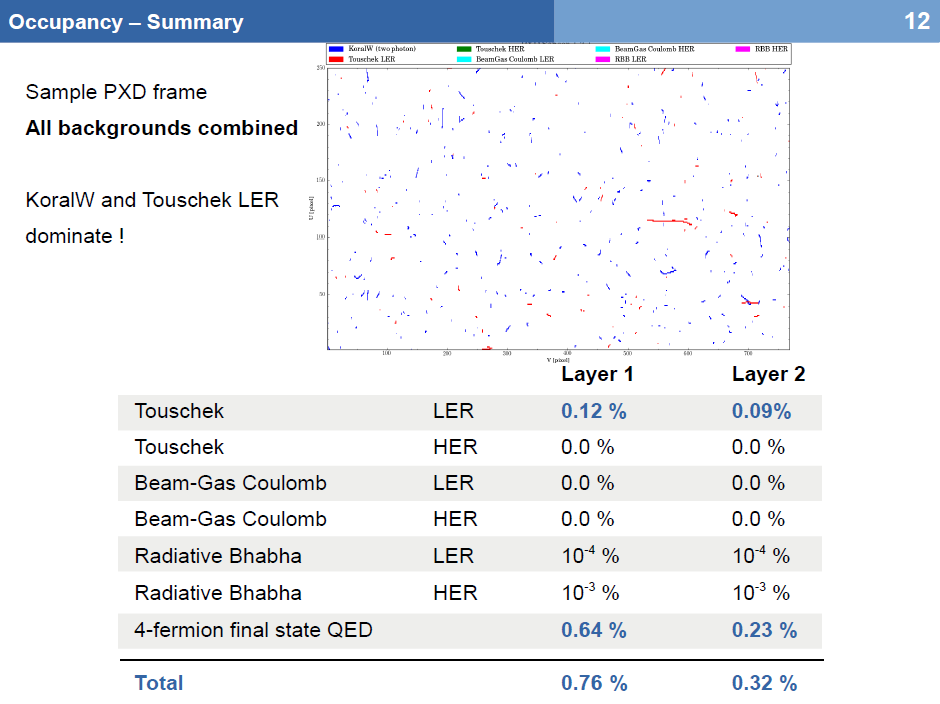 Occupancy – Summary 12
KoralW (two photon) Touschek HER BeamGas Coulomb HER RBB HER
Touschek LER BeamGas Coulomb LER RBB LER
Sample PXD frame
All backgrounds combined
KoralW and Touschek LER
dominate !
250
200
150
100
50
U [pixel]
100 200 300 400 500 600 700
V [pixel]
Layer 1 Layer 2
Touschek LER 0.12 % 0.09%
Touschek HER 0.0 % 0.0 %
Beam-Gas Coulomb LER 0.0 % 0.0 %
Beam-Gas Coulomb HER 0.0 % 0.0 %
Radiative Bhabha LER 10⁻⁴ % 10⁻⁴ %
Radiative Bhabha HER 10⁻³ % 10⁻³ %
4-fermion final state QED 0.64 % 0.23 %
Total 0.76 % 0.32 %